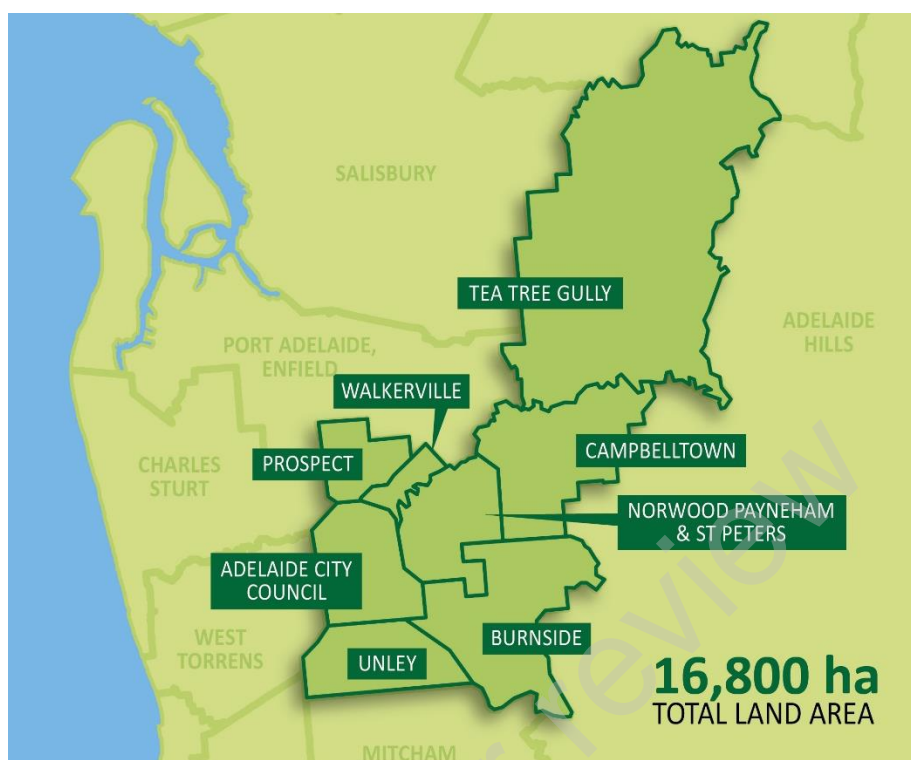 SALISBURY
TEA TREE GULLY
ADELAIDE
HILLS
PORT ADELAIDE,
ENFIELD
WALKERVILLE
CAMPBELLTOWN
PROSPECT
CHARLES
STURT
NORWOOD PAYNEHAM
& ST PETERS
ADELAIDE CITY
COUNCIL
WEST
TORRENS
BURNSIDE
UNLEY
16,800 ha
TOTAL LAND AREA
MITCHAM
review